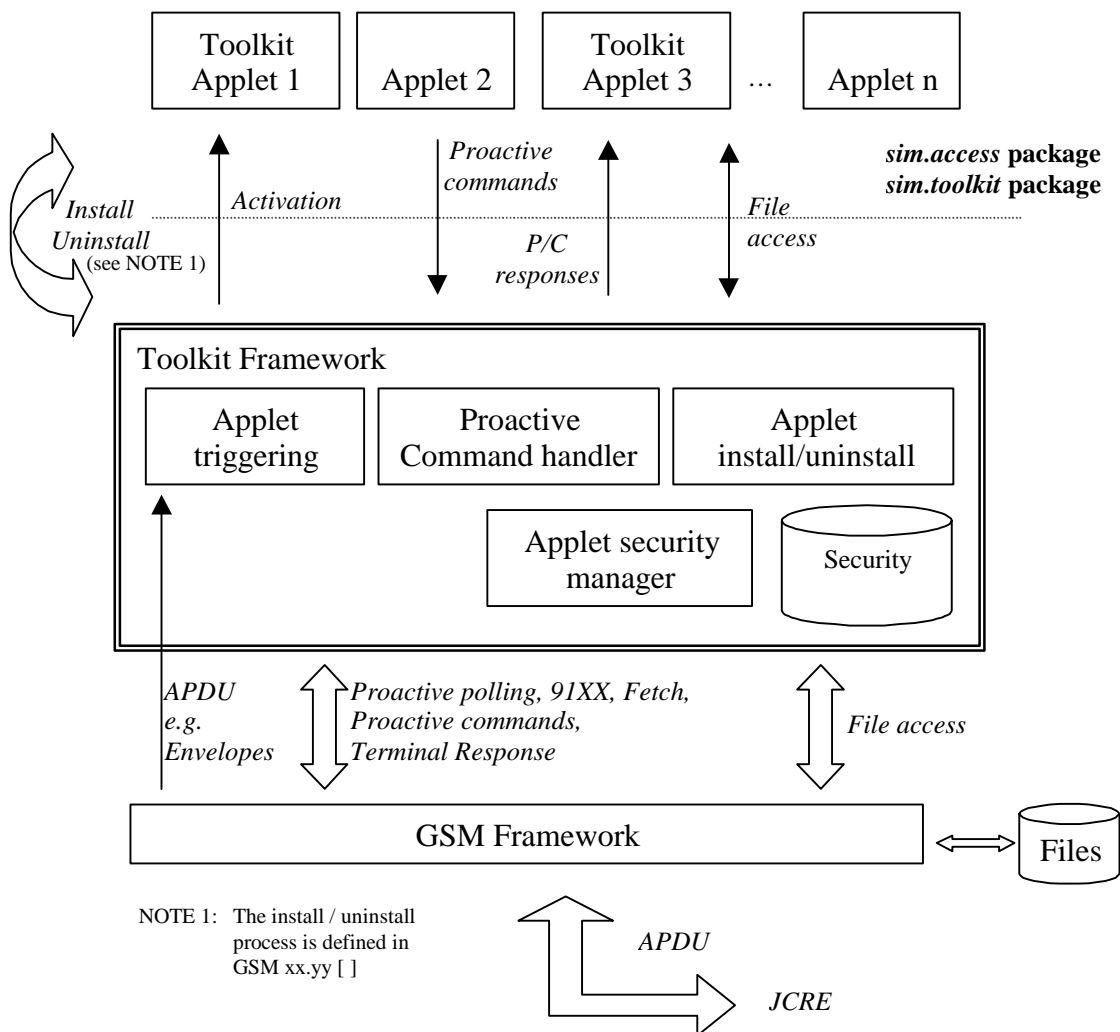 Toolkit
Applet 1
Applet 2
Toolkit
Applet 3
...
Applet n
Install
Uninstall
(see NOTE 1)
Activation
Proactive
commands
P/C
responses
File
access
sim.access package
sim.toolkit package
Toolkit Framework
Applet
triggering
Proactive
Command handler
Applet
install/uninstall
Applet security
manager
Security
APDU
e.g.
Envelopes
Proactive polling, 91XX, Fetch,
Proactive commands,
Terminal Response
File access
GSM Framework
Files
NOTE 1: The install / uninstall
process is defined in
GSM xx.yy [ ]
APDU
JCRE